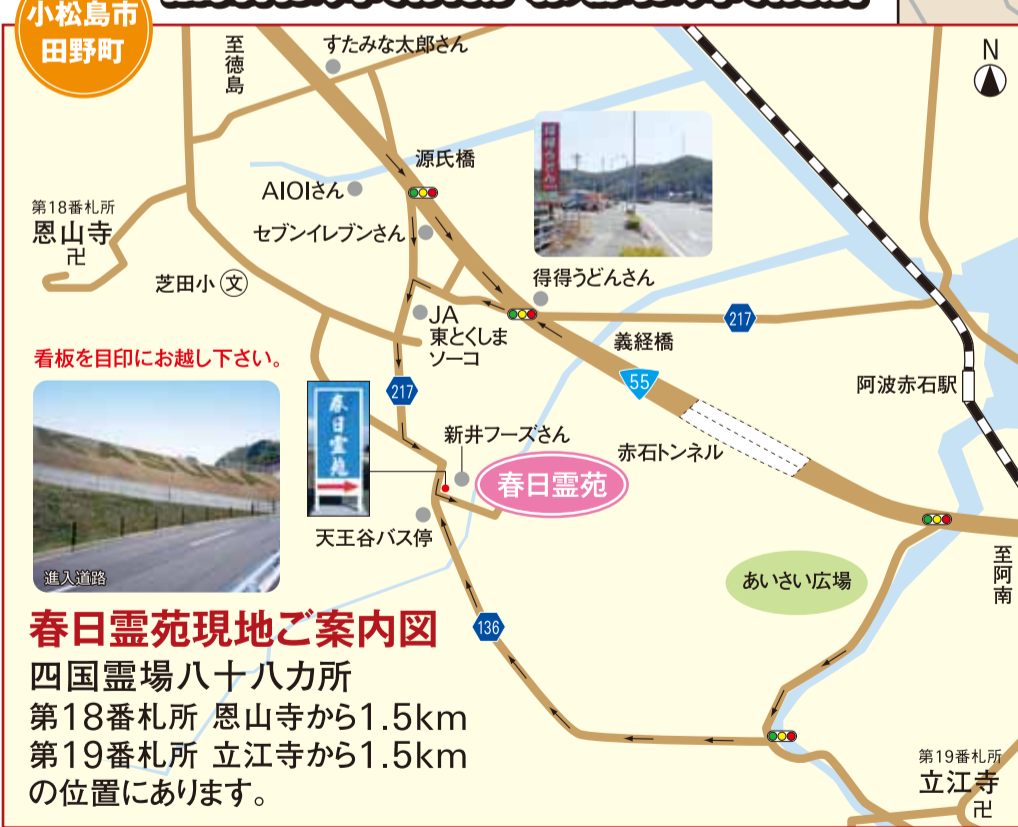 小松島市
田野町
至徳島
すたみな太郎さん
N
源氏橋
AIOIさん
セブンイレブンさん
第18番札所
恩山寺
卍
芝田小 文
得得うどん
得得うどんさん
JA
東とくしま
ソーコ
217
義経橋
217
55
阿波赤石駅
看板を目印にお越し下さい。
春日霊苑
新井フーズさん
赤石トンネル
春日霊苑
天王谷バス停
進入道路
至阿南
あいさい広場
136
春日霊苑現地ご案内図
四国霊場八十八カ所
第18番札所 恩山寺から1.5km
第19番札所 立江寺から1.5km
の位置にあります。
第19番札所
立江寺
卍